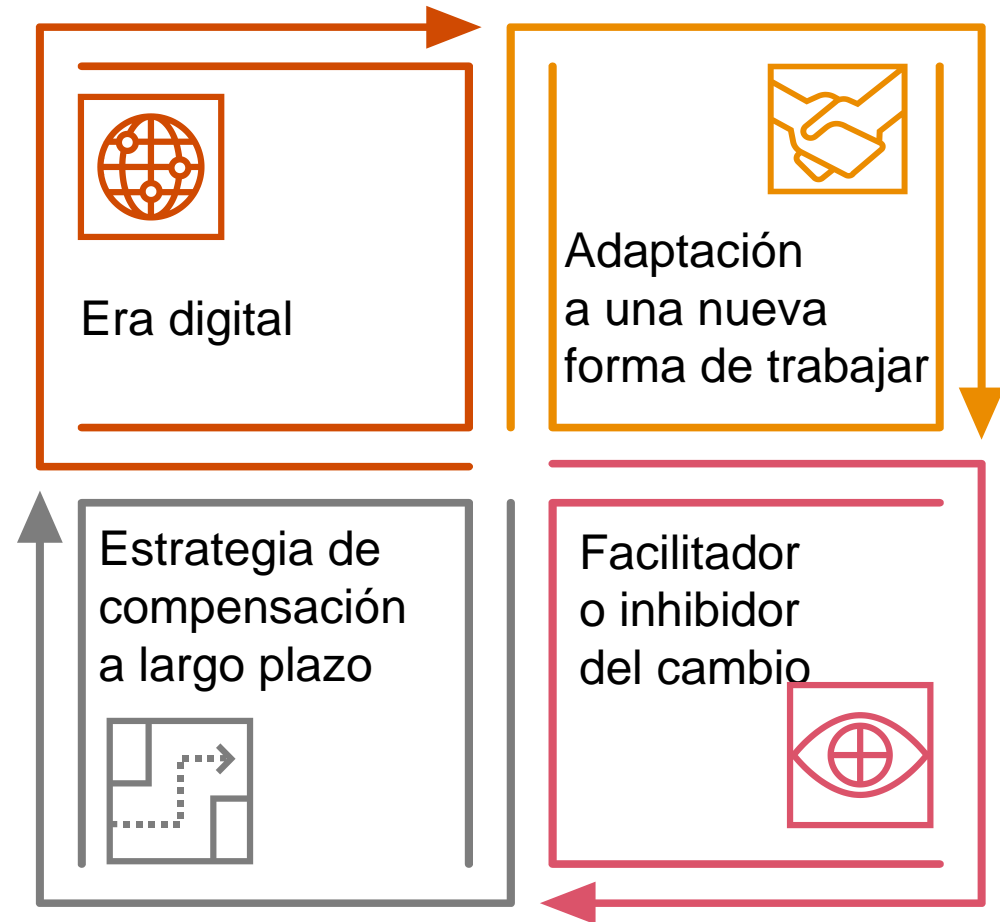 Era digital
Adaptación
a una nueva
forma de trabajar
Estrategia de
compensación
a largo plazo
Facilitador
o inhibidor
del cambio